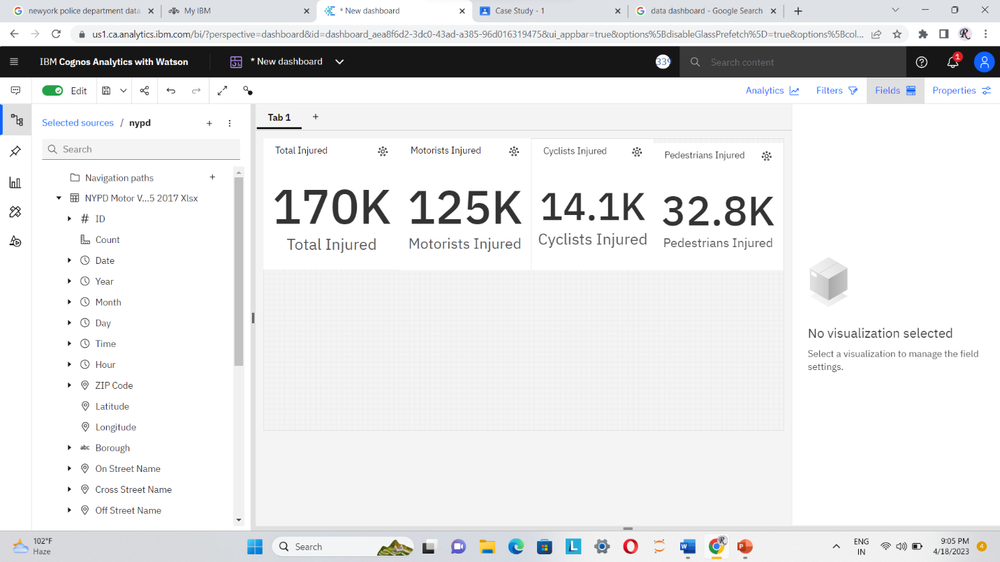 newyork police department data
My IBM
* New dashboard
Case Study - 1
data dashboard - Google Search
us1.ca.analytics.ibm.com/bi/?perspective=dashboard&id=dashboard_aea8f6d2-3dc0-43ad-a385-96d016319475&ui_appbar=true&options%5BdisableGlassPrefetch%5D=true&options%5Bcol...
IBM Cognos Analytics with Watson
* New dashboard
339
Search content
1
Edit
Analytics
Filters
Fields
Properties
Selected sources / nypd
Search
Navigation paths
NYPD Motor V...5 2017 Xlsx
ID
Count
Date
Year
Month
Day
Time
Hour
ZIP Code
Latitude
Longitude
abc Borough
On Street Name
Cross Street Name
Off Street Name
Tab 1
Total Injured
170K
Total Injured
Motorists Injured
125K
Motorists Injured
Cyclists Injured
14.1K
Cyclists Injured
Pedestrians Injured
32.8K
Pedestrians Injured
No visualization selected
Select a visualization to manage the field
settings.
102°F
Haze
Search
ENG
IN
9:05 PM
4/18/2023
4